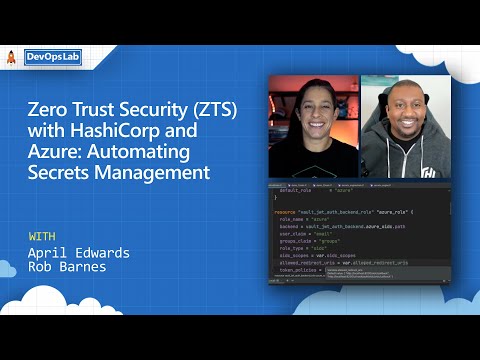 DevOps Lab
Zero Trust Security (ZTS)
with HashiCorp and
Azure: Automating
Secrets Management
WITH
April Edwards
Rob Barnes
default_role = "azure"
}
resource "vault_jwt_auth_backend_role" "azure_role" {
role_name = "azure"
backend = vault_jwt_auth_backend.azure_oidc.path
user_claim = "email"
groups_claim = "groups"
role_type = "oidc"
oidc_scopes = var.oidc_scopes
allowed_redirect_uris = var.allowed_redirect_uris
token_policies =